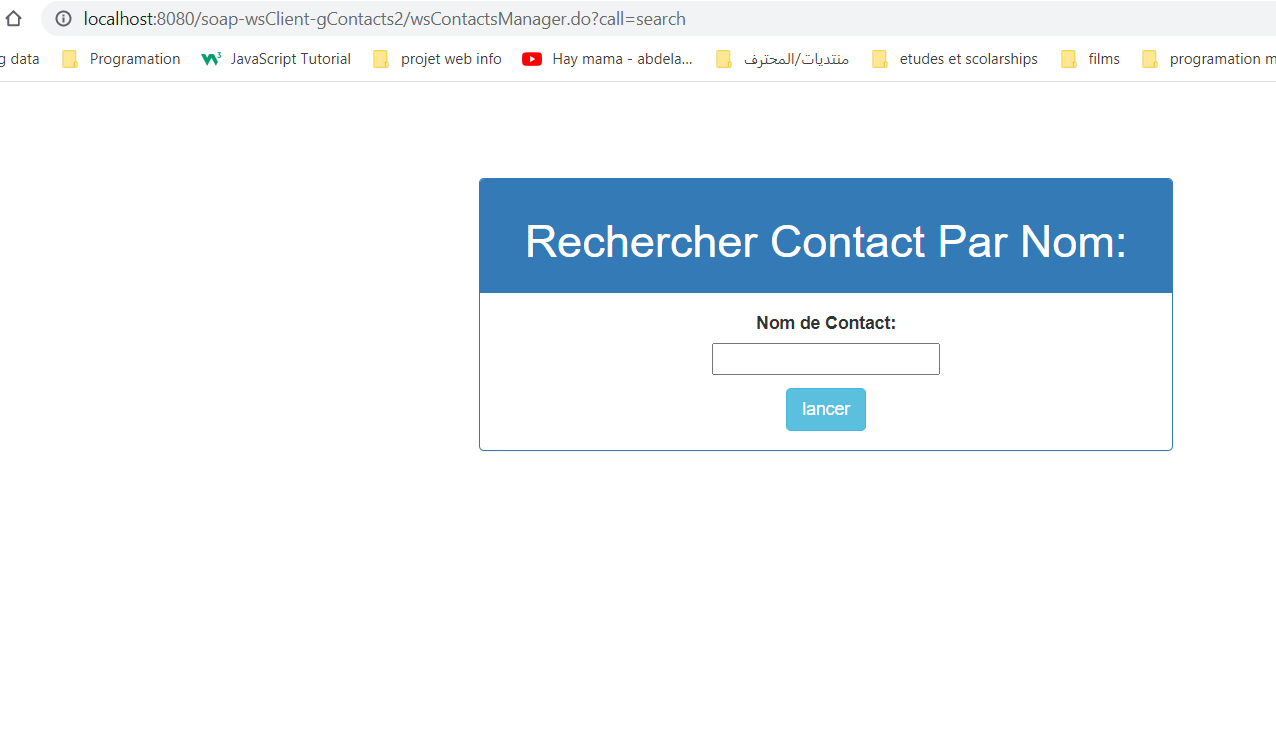 localhost:8080/soap-wsClient-gContacts2/wsContactsManager.do?call=search
g data Programation W3 JavaScript Tutorial projet web info Hay mama - abdela... منتديات/المحترف etudes et scolarships films programation m
Rechercher Contact Par Nom:
Nom de Contact:
lancer